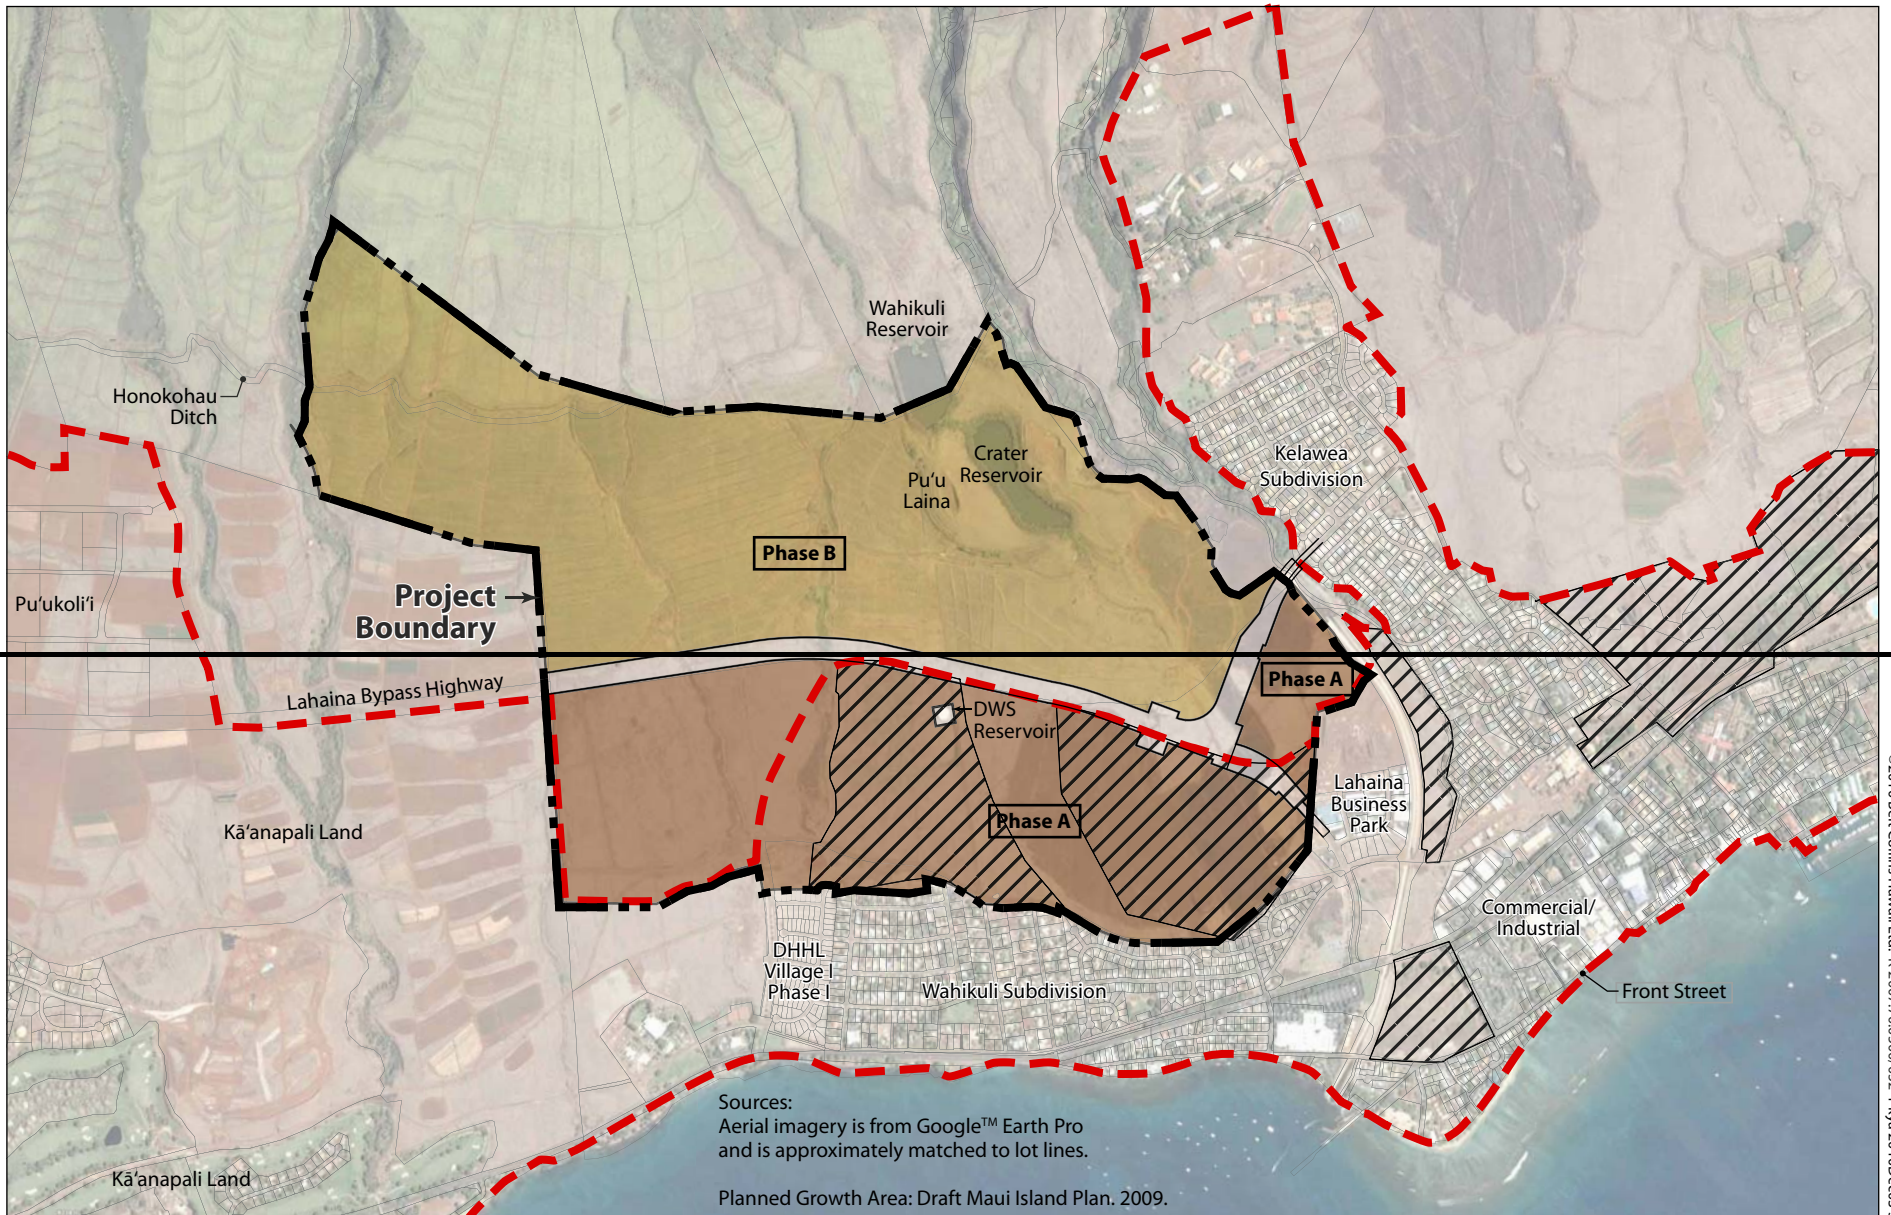 Wahikuli
Reservoir
Honokohau
Ditch
Crater
Reservoir
Pu‘u
Laina
Kelawea
Subdivision
Phase B
Project
Boundary
Pu‘ukoli‘i
Lahaina Bypass Highway
Phase A
DWS
Reservoir
Phase A
Lahaina
Business
Park
Kā‘anapali Land
Commercial/
Industrial
DHHL
Village I
Phase I
Wahikuli Subdivision
Front Street
Sources:
Aerial imagery is from Google™ Earth Pro
and is approximately matched to lot lines.
Planned Growth Area: Draft Maui Island Plan. 2009.
Kā‘anapali Land